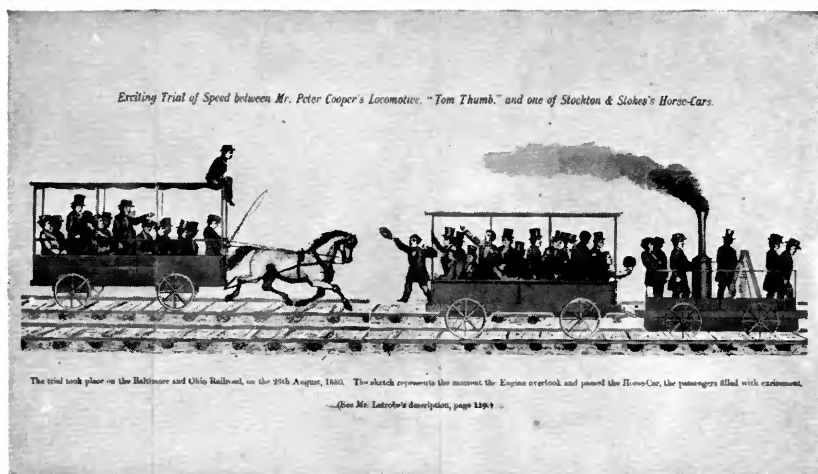 Exciting Trial of Speed between Mr. Peter Cooper's Locomotive, "Tom Thumb," and one of Stockton & Stokes's Horse-Cars.
The trial took place on the Baltimore and Ohio Railroad, on the 28th August, 1830. The sketch represents the moment the Engine overtook and passed the Horse-Car, the passengers filled with excitement.
(See Mr. Latrobe's description, page 119.)